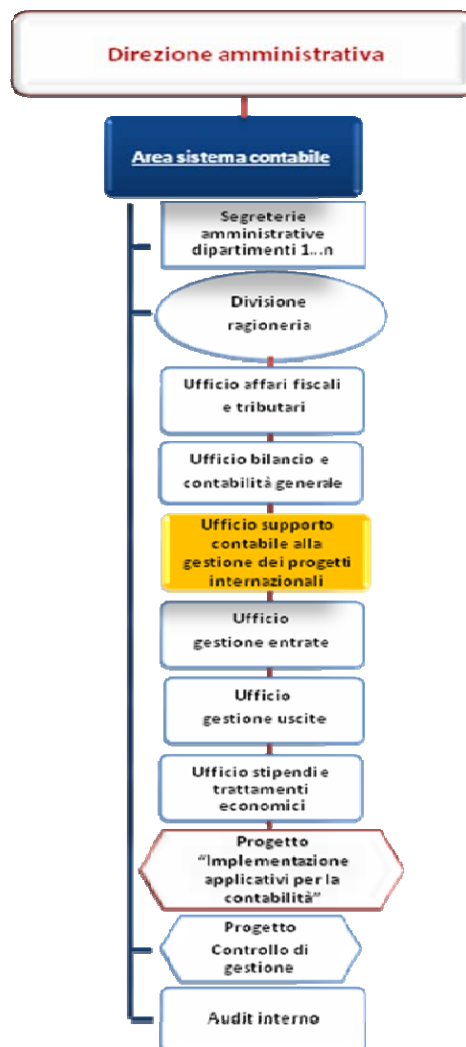 Direzione amministrativa
Area sistema contabile
Segreterie
amministrative
dipartimenti 1...n
Divisione
ragioneria
Ufficio affari fiscali
e tributari
Ufficio bilancio e
contabilità generale
Ufficio supporto
contabile alla
gestione dei progetti
internazionali
Ufficio
gestione entrate
Ufficio
gestione uscite
Ufficio stipendi e
trattamenti
economici
Progetto
"Implementazione
applicativi per la
contabilità"
Progetto
Controllo di
gestione
Audit interno